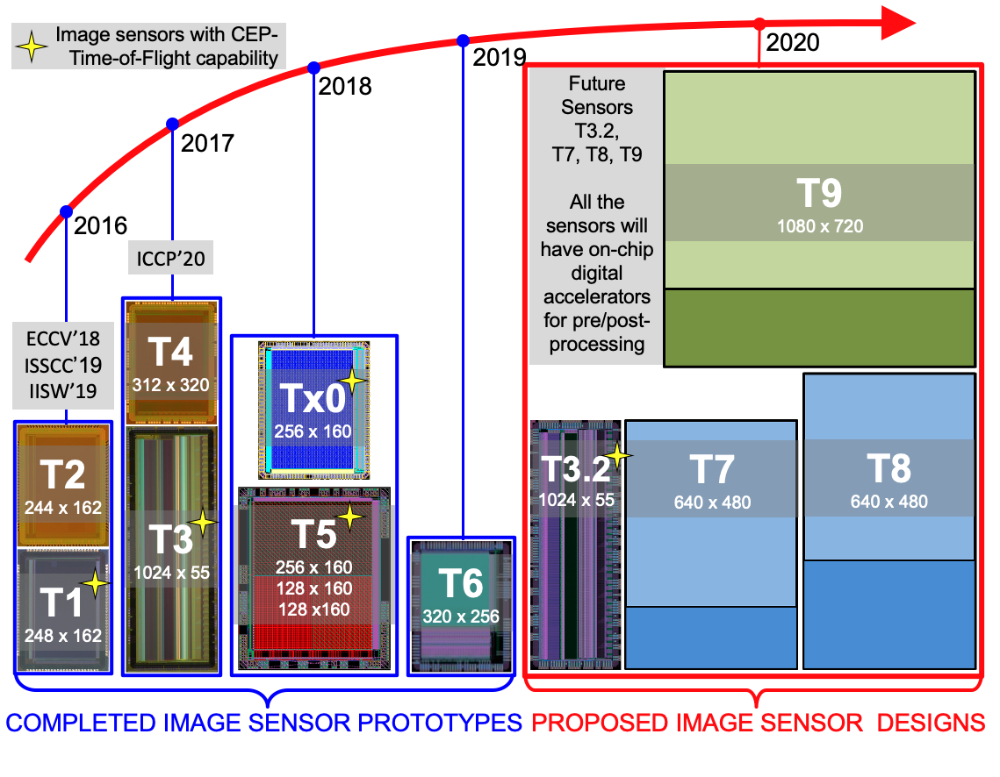 Image sensors with CEP-
Time-of-Flight capability
2016
2017
2018
2019
2020
ECCV’18
ISSCC’19
IISW’19
ICCP’20
T2
244 x 162
T1
248 x 162
T4
312 x 320
T3
1024 x 55
Tx0
256 x 160
T5
256 x 160
128 x 160
128 x160
T6
320 x 256
Future
Sensors
T3.2,
T7, T8, T9
All the
sensors will
have on-chip
digital
accelerators
for pre/post-
processing
T9
1080 x 720
T3.2
1024 x 55
T7
640 x 480
T8
640 x 480
COMPLETED IMAGE SENSOR PROTOTYPES
PROPOSED IMAGE SENSOR DESIGNS